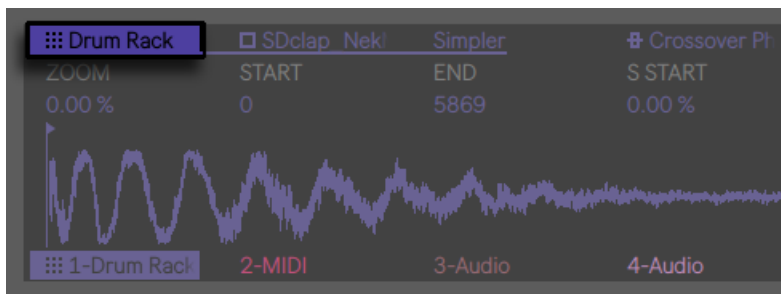 Drum Rack SDclap_Nekl Simpler Crossover Ph
ZOOM START END S START
0.00 % 0 5869 0.00 %
1-Drum Rack 2-MIDI 3-Audio 4-Audio